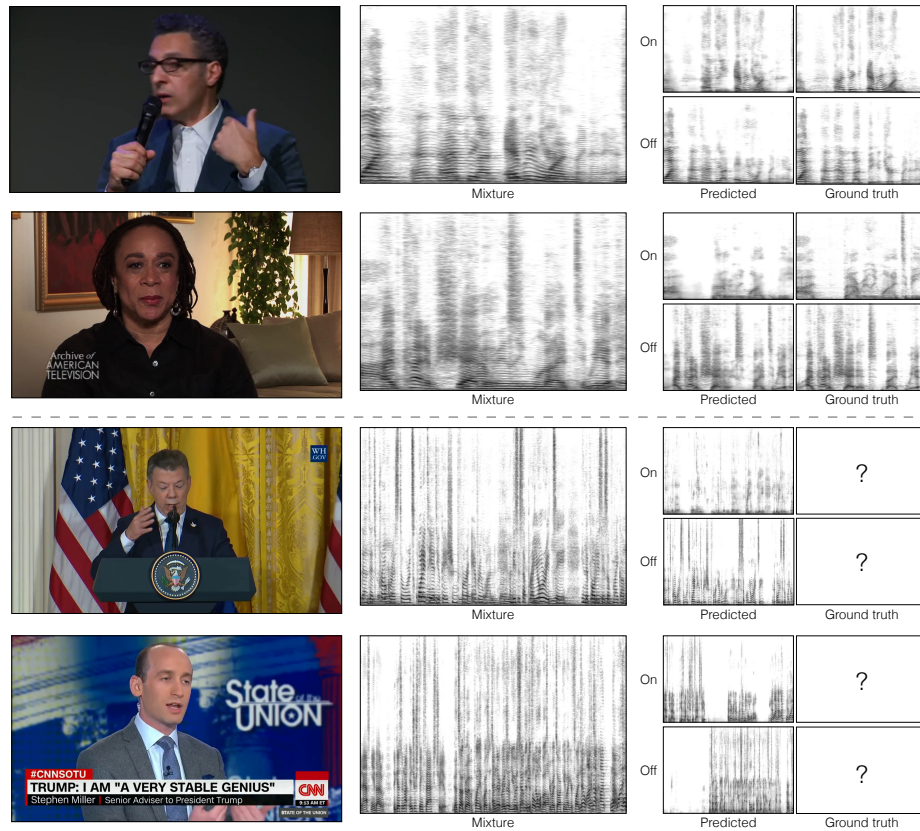 On
Off
Mixture
Predicted
Ground truth
Archive of
AMERICAN
TELEVISION
On
Off
Mixture
Predicted
Ground truth
WH
.GOV
On
?
Off
?
Mixture
Predicted
Ground truth
State of the
UNION
#CNNSOTU
TRUMP: I AM "A VERY STABLE GENIUS"
Stephen Miller | Senior Adviser to President Trump
CNN
9:53 AM ET
STATE OF THE UNION
On
?
Off
?
Mixture
Predicted
Ground truth